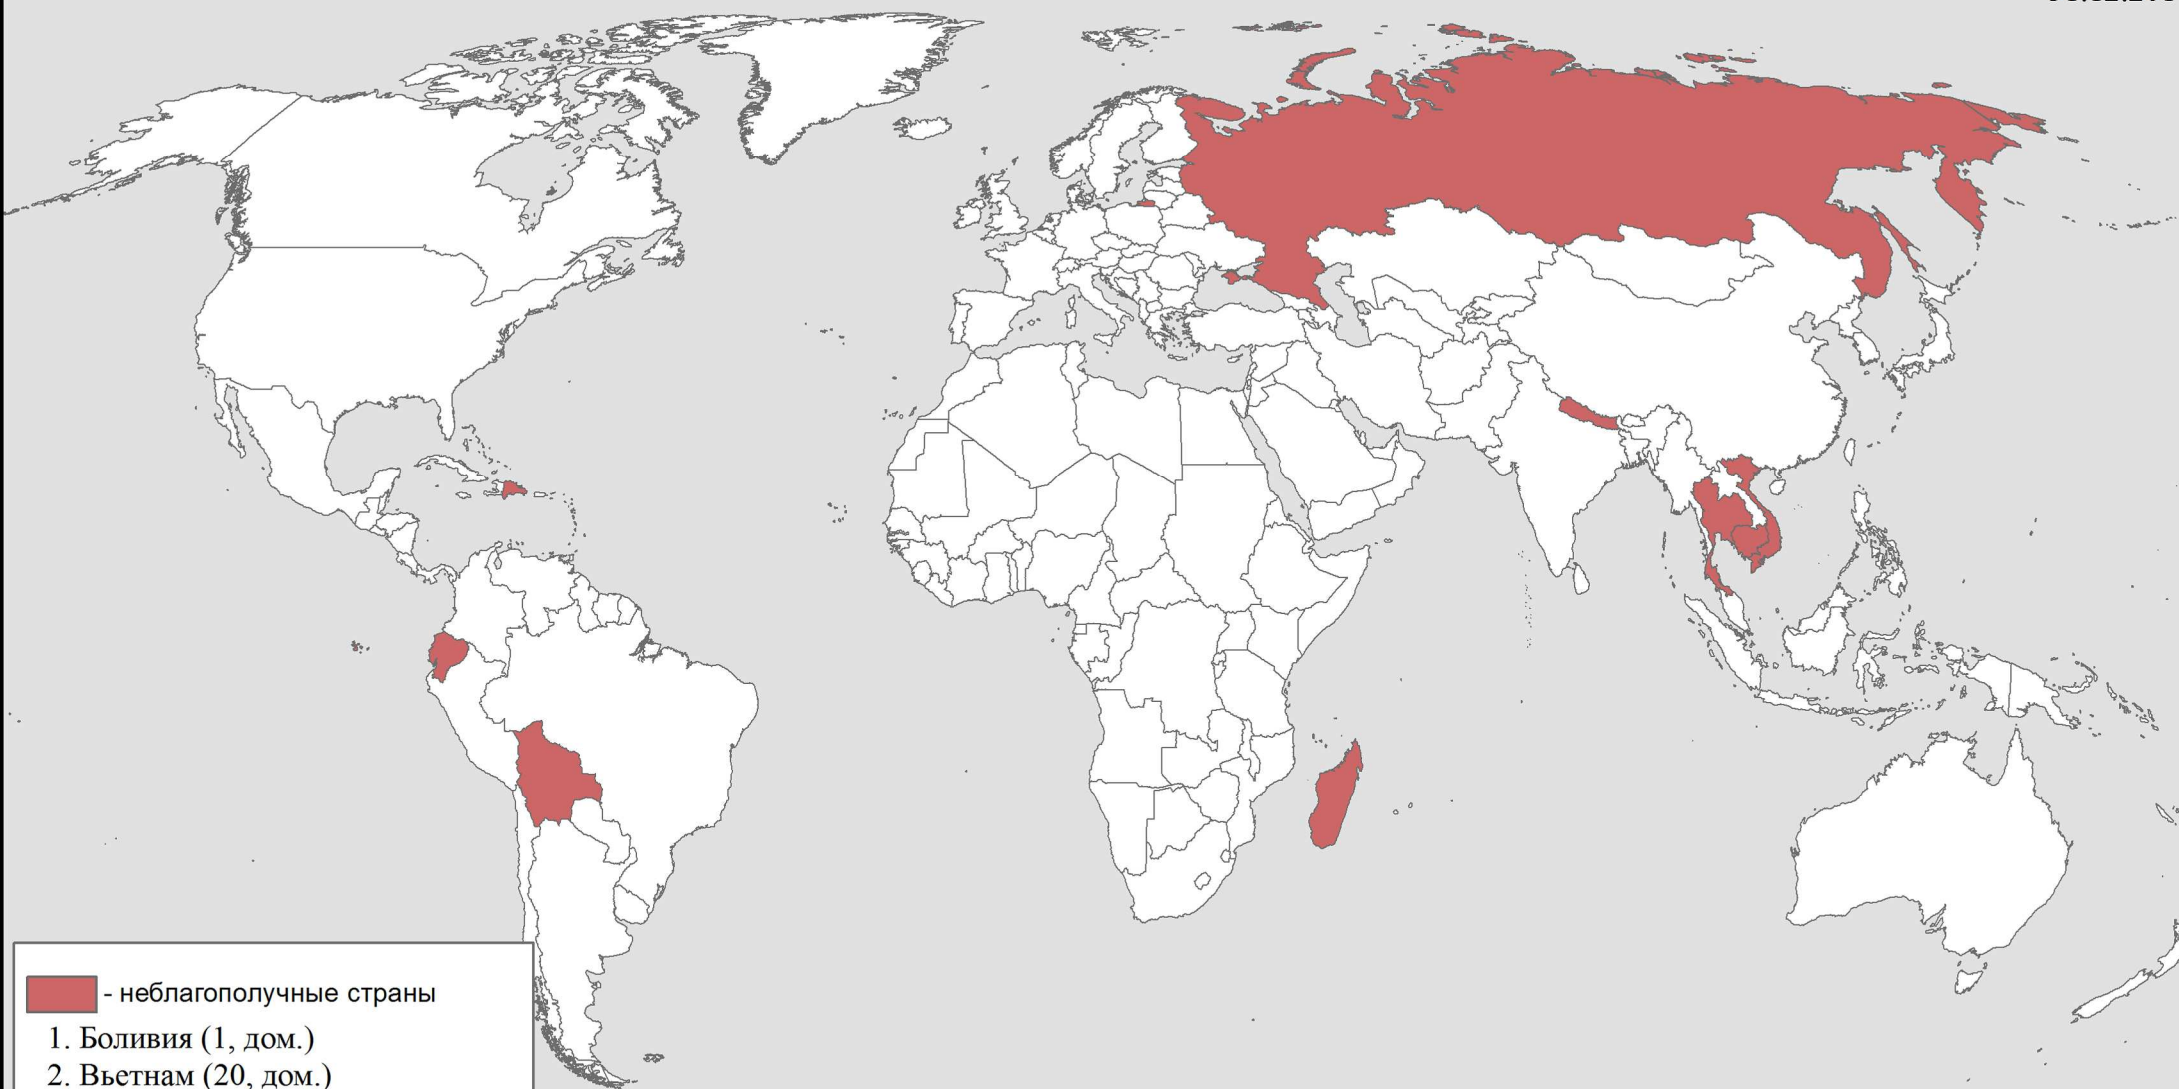 - неблагополучные страны
1. Боливия (1, дом.)
2. Вьетнам (20, дом.)